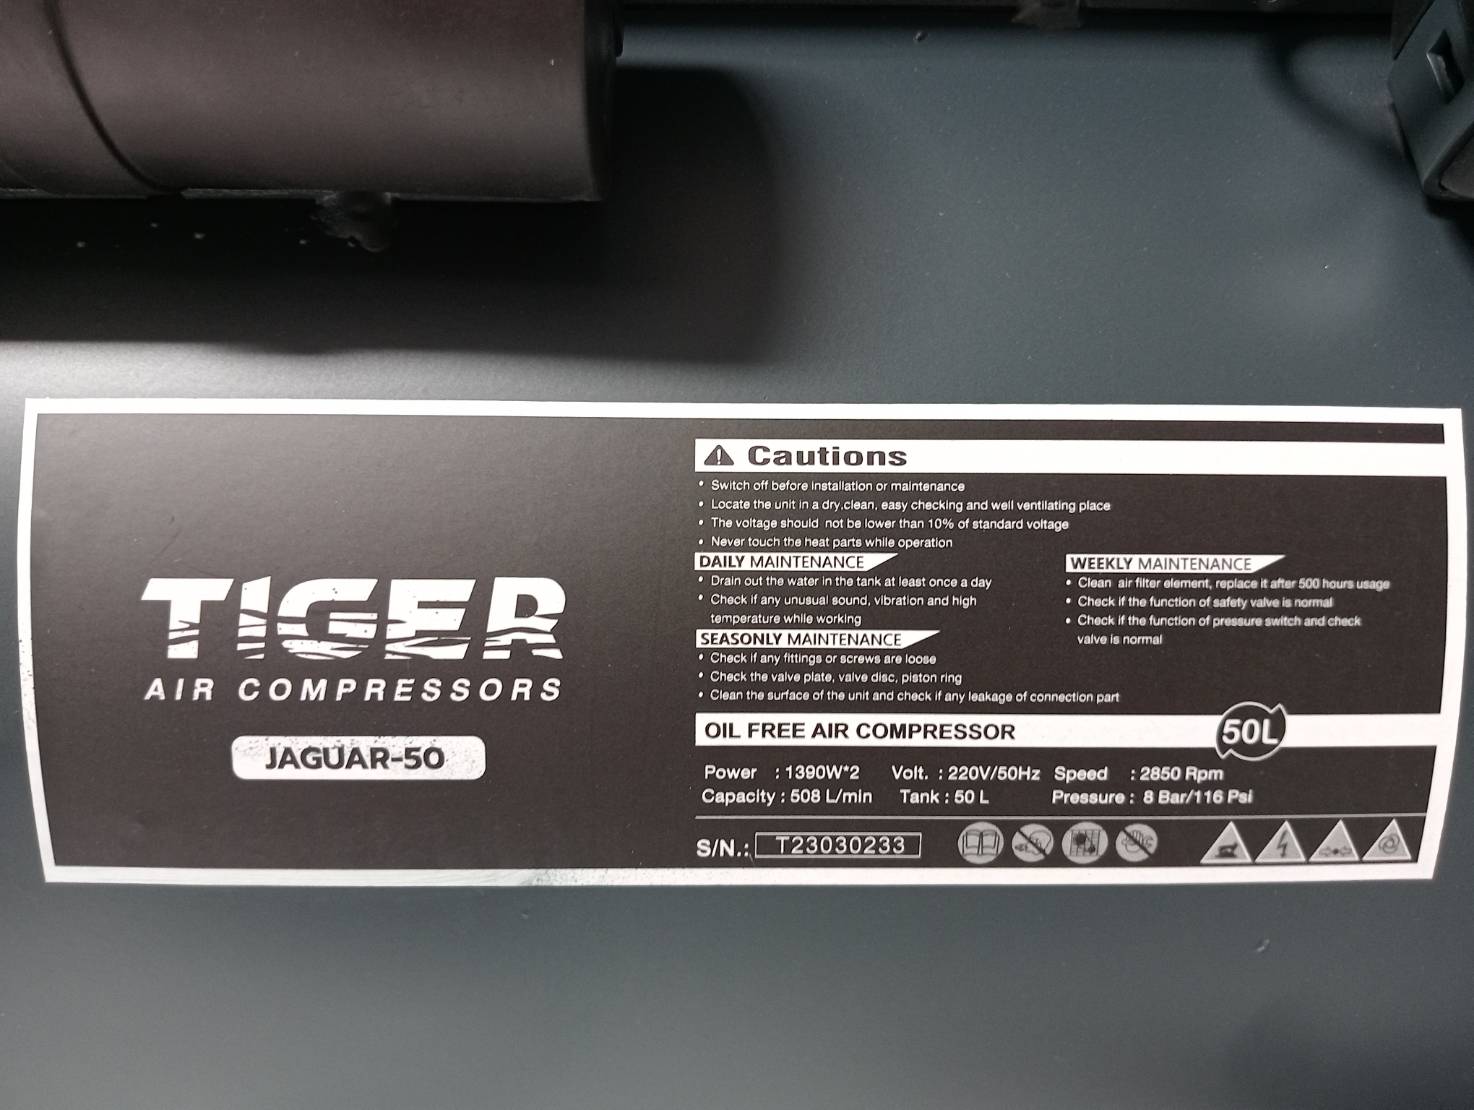 TIGER
AIR COMPRESSORS
JAGUAR-50
Cautions
• Switch off before installation or maintenance
• Locate the unit in a dry,clean, easy checking and well ventilating place
• The voltage should not be lower than 10% of standard voltage
• Never touch the heat parts while operation
DAILY MAINTENANCE
• Drain out the water in the tank at least once a day
• Check if any unusual sound, vibration and high
temperature while working
WEEKLY MAINTENANCE
• Clean air filter element, replace it after 500 hours usage
• Check if the function of safety valve is normal
• Check if the function of pressure switch and check
valve is normal
SEASONLY MAINTENANCE
• Check if any fittings or screws are loose
• Check the valve plate, valve disc, piston ring
• Clean the surface of the unit and check if any leakage of connection part
OIL FREE AIR COMPRESSOR 50L
Power : 1390W*2 Volt. : 220V/50Hz Speed : 2850 Rpm
Capacity : 508 L/min Tank : 50 L Pressure : 8 Bar/116 Psi
S/N.: T23030233